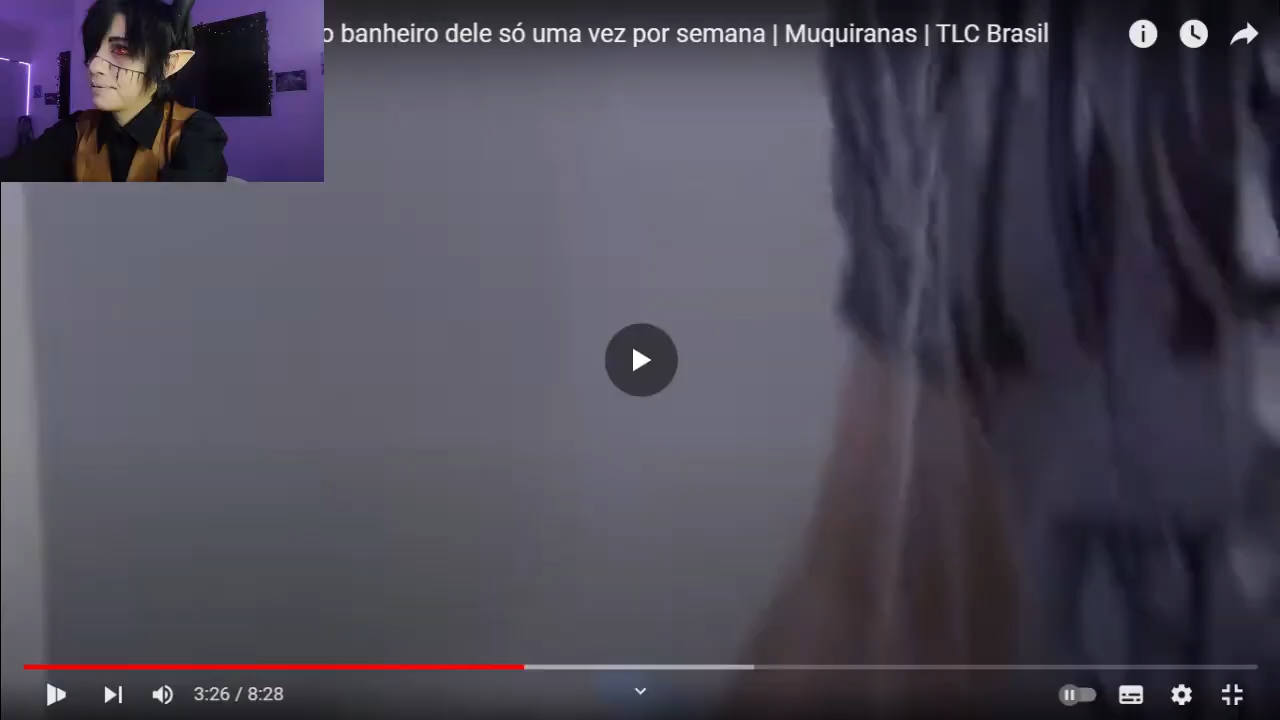 o banheiro dele só uma vez por semana | Muquiranas | TLC Brasil
3:26 / 8:28